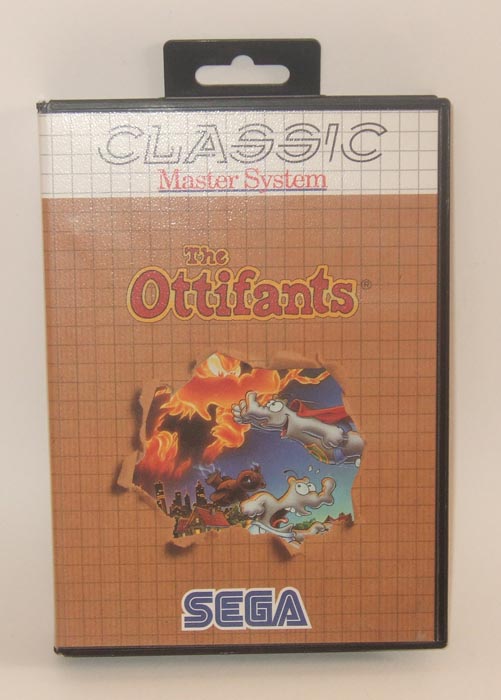 CLASSIC
Master System
The
Ottifants®
SEGA